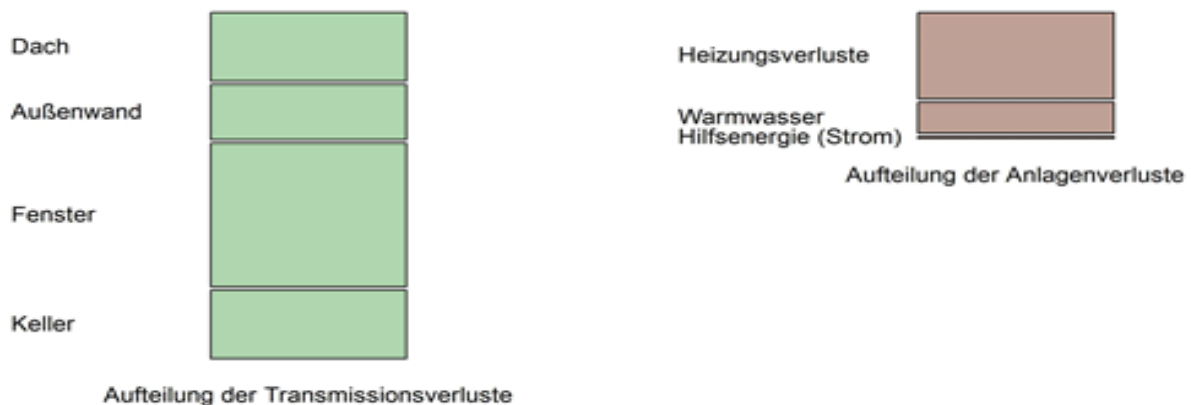 Dach
Außenwand
Fenster
Keller
Aufteilung der Transmissionsverluste
Heizungsverluste
Warmwasser
Hilfsenergie (Strom)
Aufteilung der Anlagenverluste